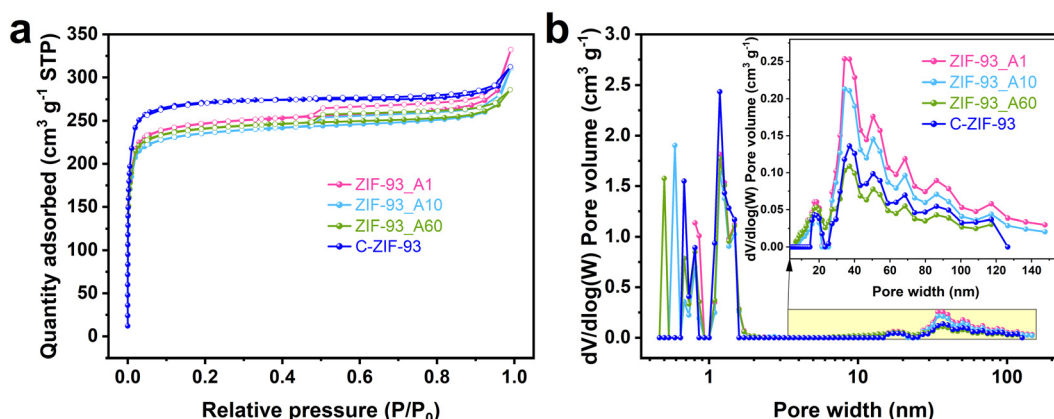 a
Quantity adsorbed (cm³ g⁻¹ STP)
350
300
250
200
150
100
50
0
ZIF-93_A1
ZIF-93_A10
ZIF-93_A60
C-ZIF-93
0.0 0.2 0.4 0.6 0.8 1.0
Relative pressure (P/P₀)
b
dV/dlog(W) Pore volume (cm³ g⁻¹)
3.0
2.5
2.0
1.5
1.0
0.5
0.0
1 10 100
Pore width (nm)
dV/dlog(W) Pore volume (cm³ g⁻¹)
0.25
0.20
0.15
0.10
0.05
0.00
ZIF-93_A1
ZIF-93_A10
ZIF-93_A60
C-ZIF-93
20 40 60 80 100 120 140
Pore width (nm)